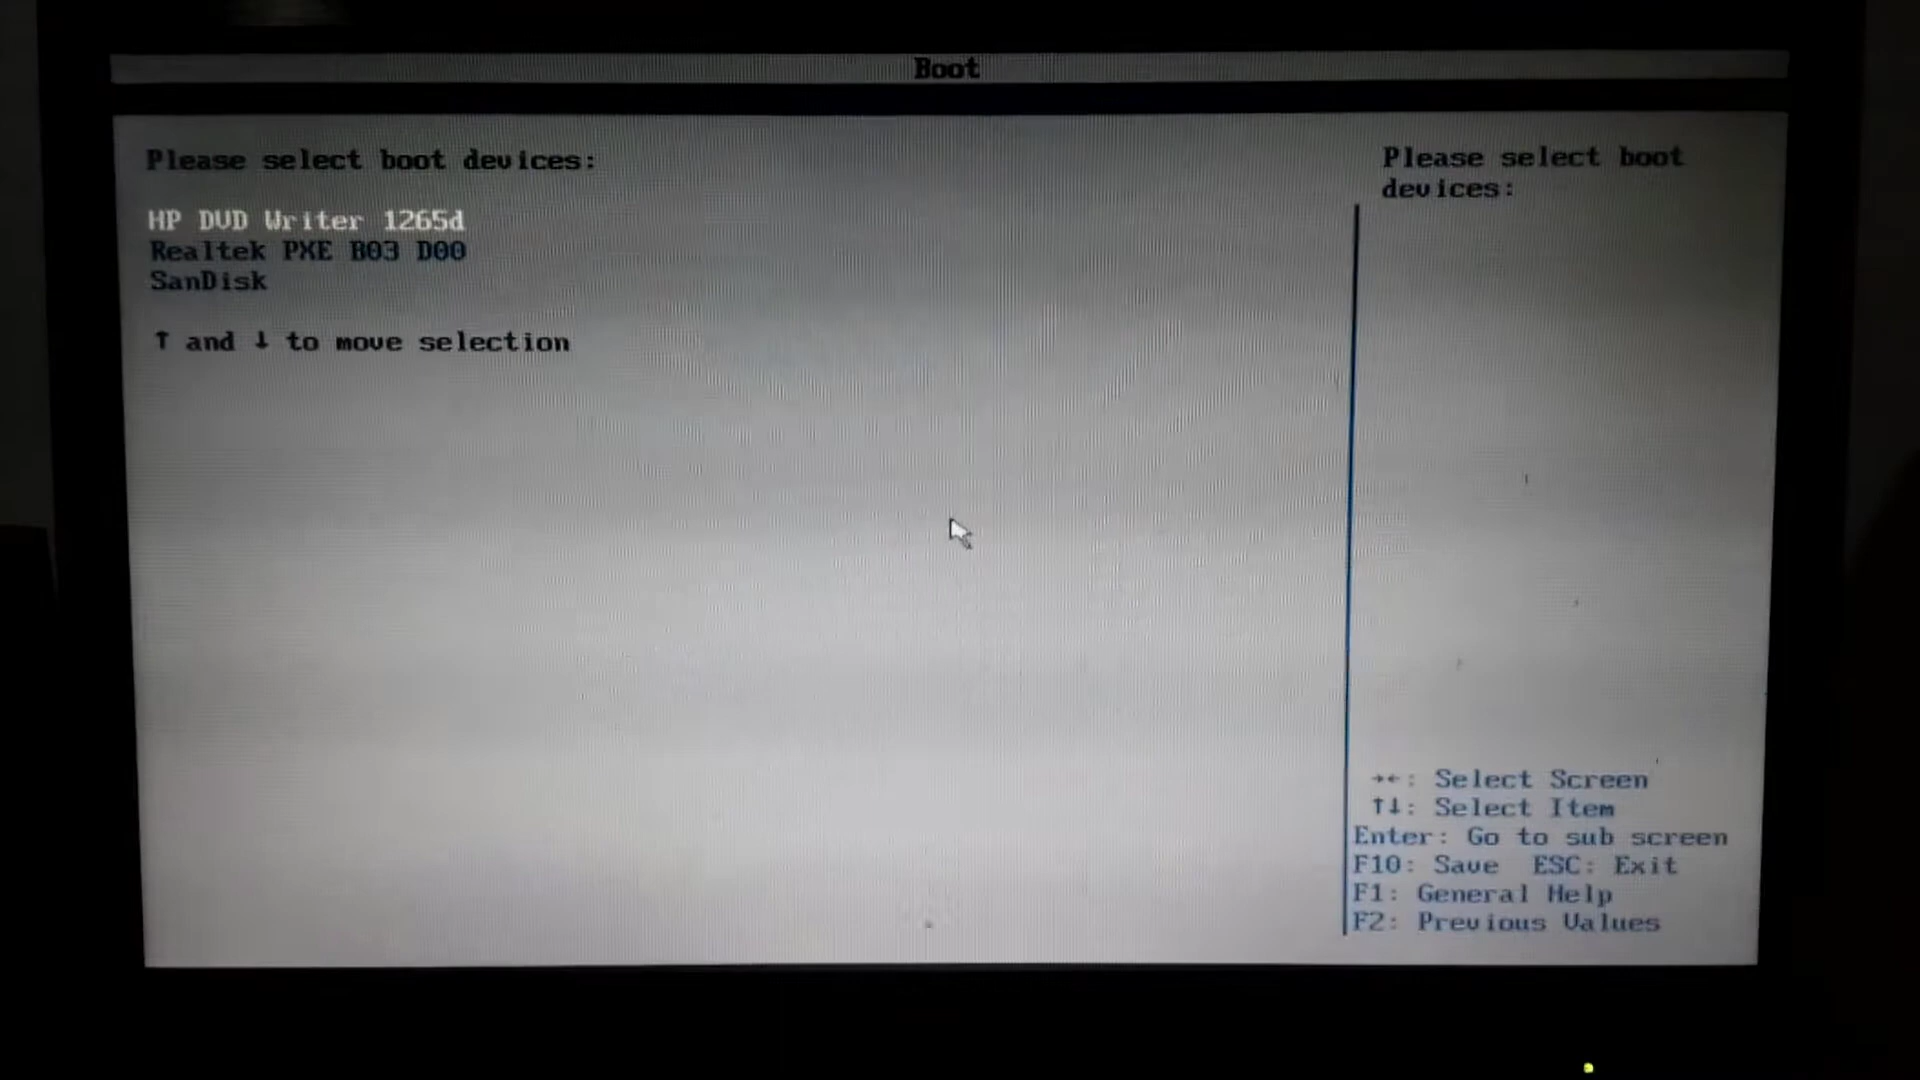 Boot
Please select boot devices:
HP DVD Writer 1265d
Realtek PXE B03 D00
SanDisk
↑ and ↓ to move selection
Please select boot
devices:
→←: Select Screen
↑↓: Select Item
Enter: Go to sub screen
F10: Save  ESC: Exit
F1: General Help
F2: Previous Values